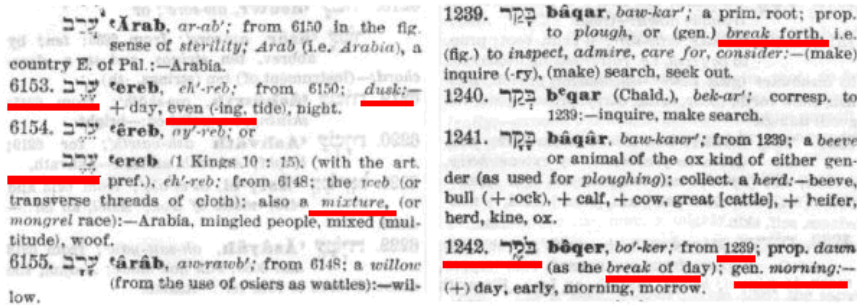 עֲרָב ‛Ărab, ar-ab'; from 6150 in the fig.
sense of sterility; Arab (i.e. Arabia), a
country E. of Pal.:—Arabia.
6153. עֶרֶב ‛ereb, eh'-reb; from 6150; dusk:—
+ day, even (-ing, tide), night.
6154. עֵרֶב ‛êreb, ay'-reb; or
עֶרֶב ‛ereb (1 Kings 10 : 15), (with the art.
pref.), eh'-reb; from 6148; the web (or
transverse threads of cloth); also a mixture, (or
mongrel race):—Arabia, mingled people, mixed (mul-
titude), woof.
6155. עָרָב ‛ârâb, aw-rawb'; from 6148; a willow
(from the use of osiers as wattles):—wil-
low.
1239. בָּקַר bâqar, baw-kar'; a prim. root; prop.
to plough, or (gen.) break forth, i.e.
(fig.) to inspect, admire, care for, consider:—(make)
inquire (-ry), (make) search, seek out.
1240. בְּקַר bᵉqar (Chald.), bek-ar'; corresp. to
1239:—inquire, make search.
1241. בָּקָר bâqâr, baw-kawr'; from 1239; a beeve
or animal of the ox kind of either gen-
der (as used for ploughing); collect. a herd:—beeve,
bull (+ -ock), + calf, + cow, great [cattle], + heifer,
herd, kine, ox.
1242. בֹּקֶר bôqer, bo'-ker; from 1239; prop. dawn
(as the break of day); gen. morning:—
(+) day, early, morning, morrow.